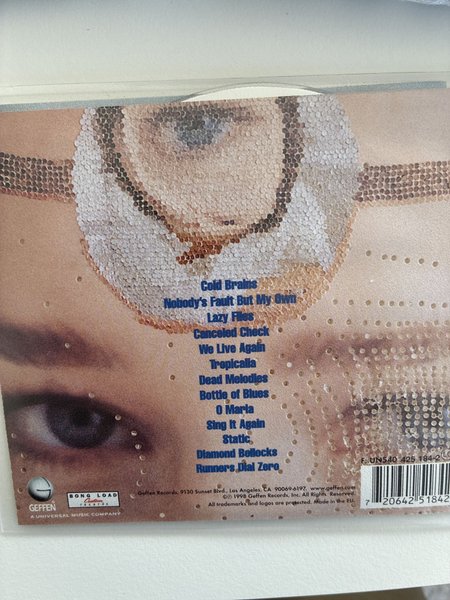 Cold Brains
Nobody's Fault But My Own
Lazy Flies
Canceled Check
We Live Again
Tropicalia
Dead Melodies
Bottle of Blues
O Maria
Sing It Again
Static
Diamond Bollocks
Runners Dial Zero
F: UN540 425 184-2
7 20642 51842
GEFFEN
A UNIVERSAL MUSIC COMPANY
BONG LOAD
Custom
RECORDS
Geffen Records, 9130 Sunset Blvd., Los Angeles, CA 90069-6197. www.geffen.com
©1998 Geffen Records, Inc. All Rights Reserved.
All trademarks and logos are protected. Made in the EU.